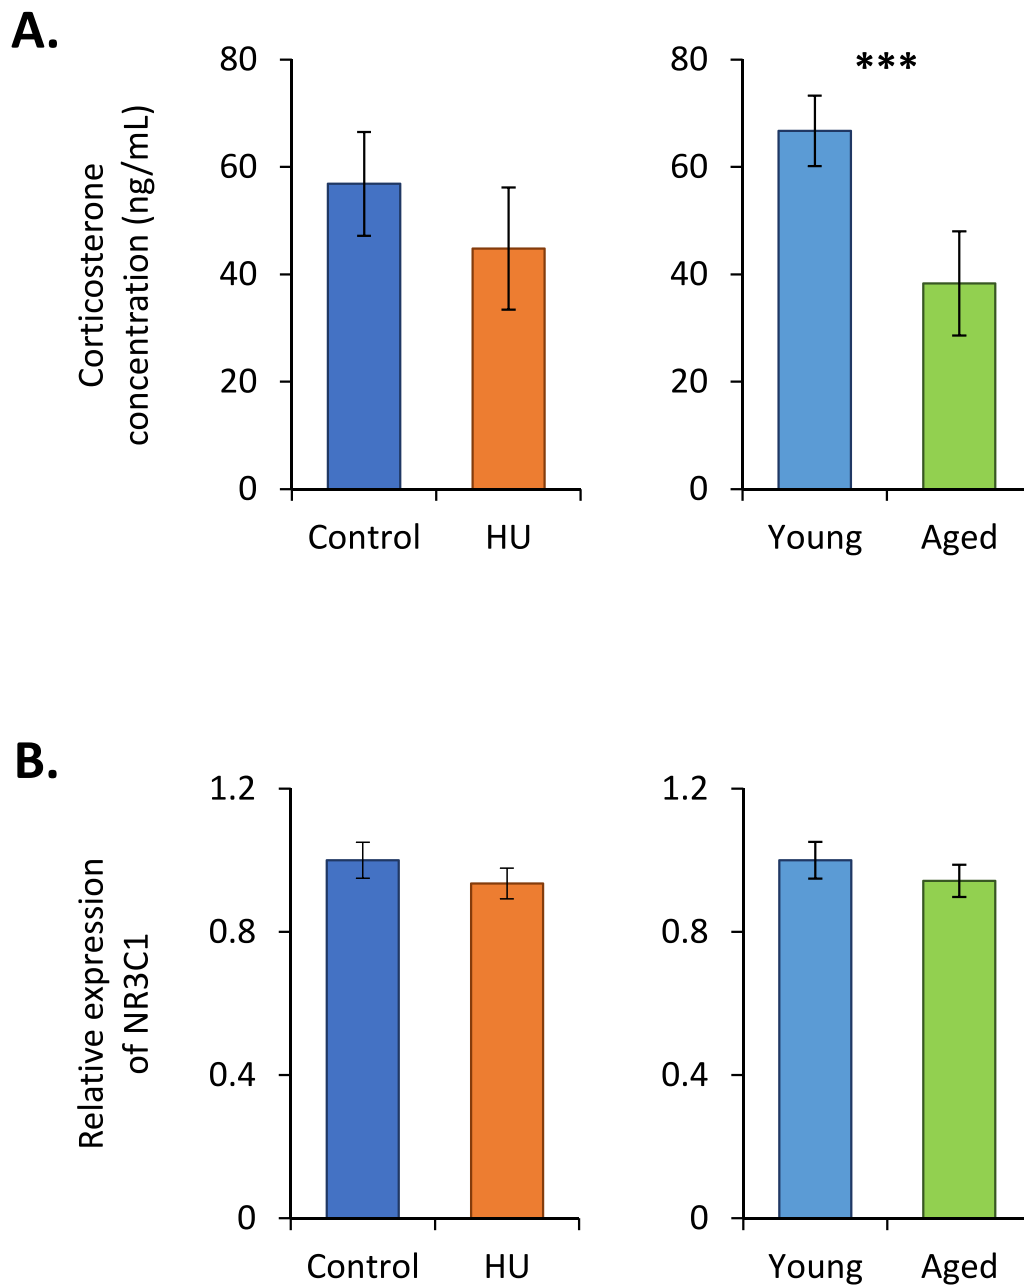 A.
Corticosterone
concentration (ng/mL)
80
60
40
20
0
Control HU
***
80
60
40
20
0
Young Aged
B.
Relative expression
of NR3C1
1.2
0.8
0.4
0
Control HU
1.2
0.8
0.4
0
Young Aged